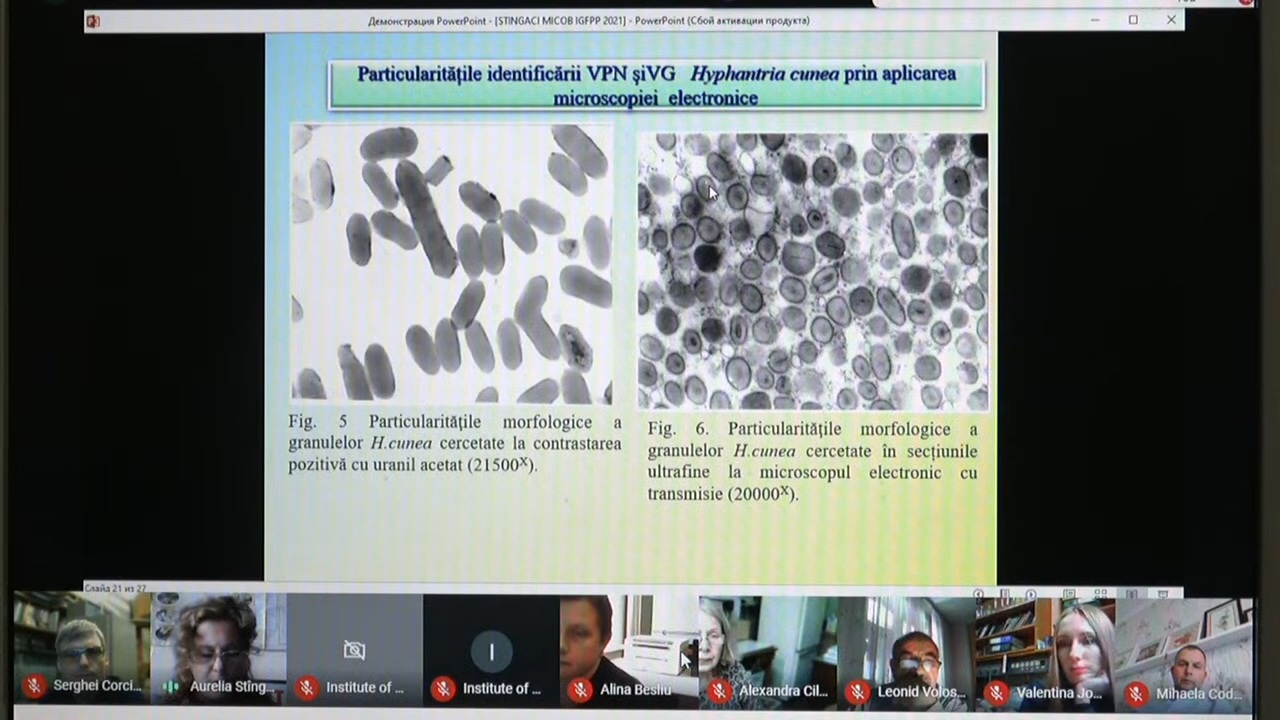 Демонстрация PowerPoint - [STINGACI MICOB IGFPP 2021] - PowerPoint (Сбой активации продукта)
Particularitățile identificării VPN şiVG Hyphantria cunea prin aplicarea
microscopiei electronice
Fig. 5 Particularitățile morfologice a
granulelor H.cunea cercetate la contrastarea
pozitivă cu uranil acetat (21500ˣ).
Fig. 6. Particularitățile morfologice a
granulelor H.cunea cercetate în secțiunile
ultrafine la microscopul electronic cu
transmisie (20000ˣ).
Слайд 21 из 27
I
Serghei Corci...
Aurelia Stîng...
Institute of ...
Institute of ...
Alina Besliu
Alexandra Cil...
Leonid Volos...
Valentina Jo...
Mihaela Cod...